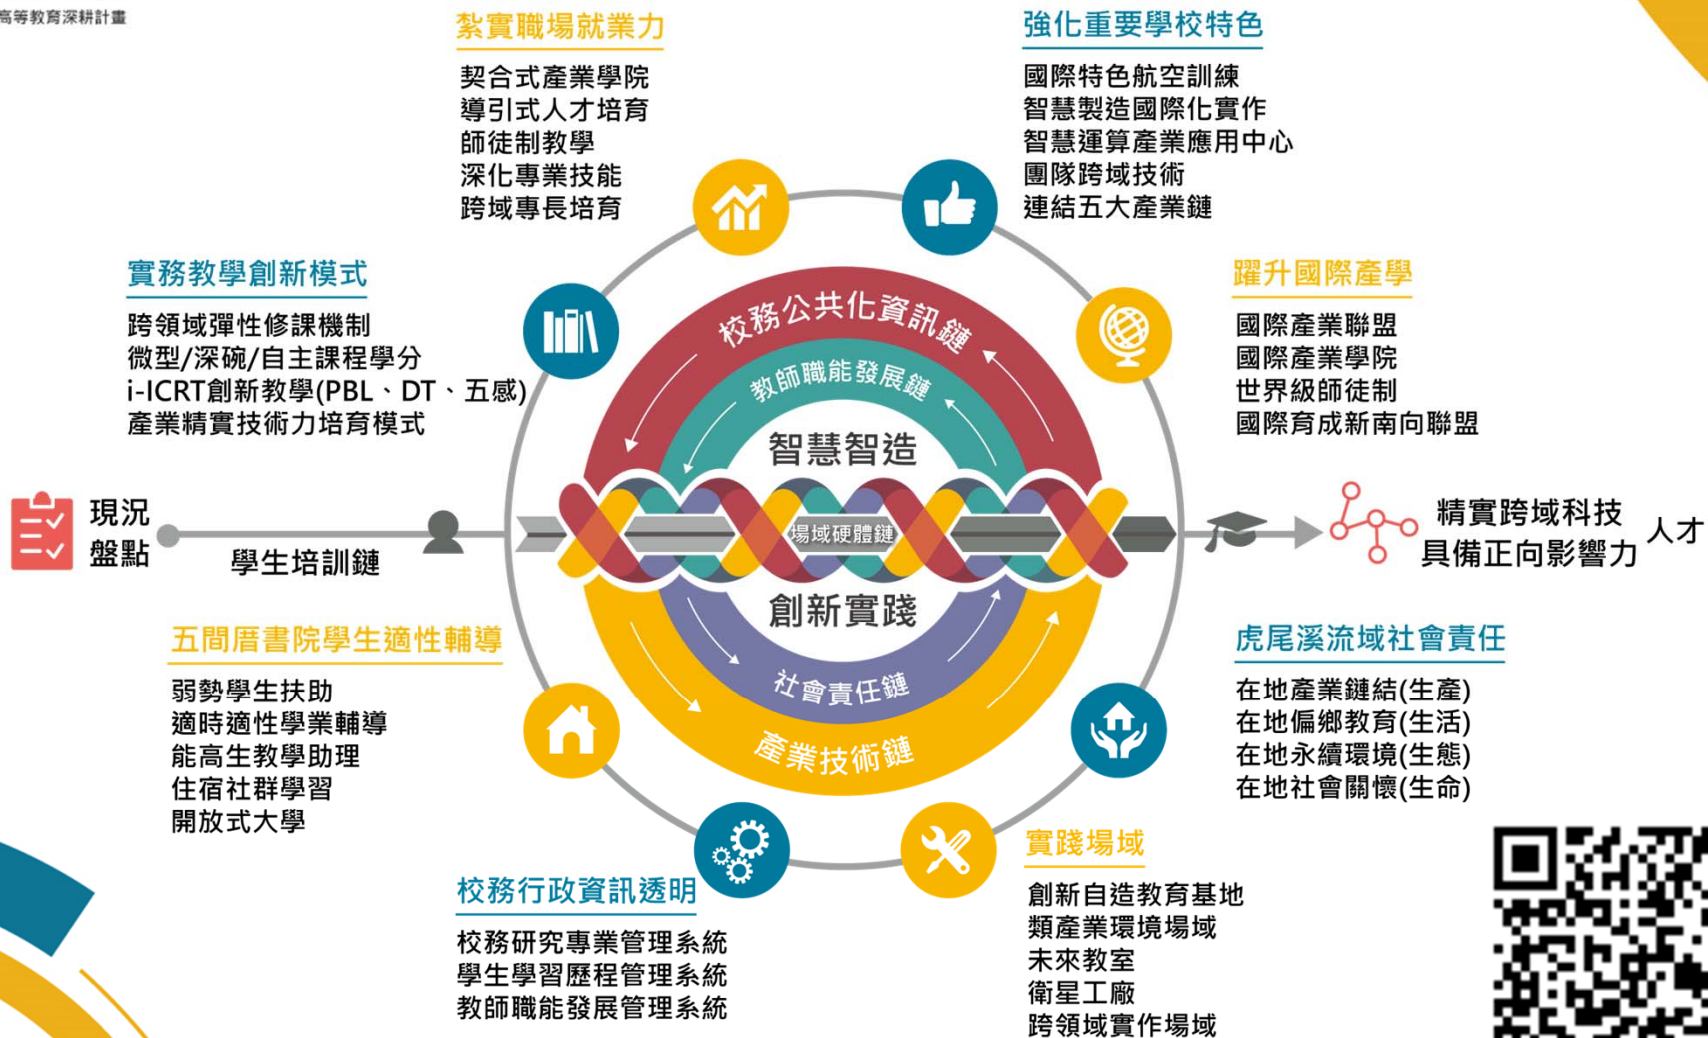 高等教育深耕計畫
紮實職場就業力
契合式產業學院
導引式人才培育
師徒制教學
深化專業技能
跨域專長培育
強化重要學校特色
國際特色航空訓練
智慧製造國際化實作
智慧運算產業應用中心
團隊跨域技術
連結五大產業鏈
實務教學創新模式
跨領域彈性修課機制
微型/深碗/自主課程學分
i-ICRT創新教學(PBL、DT、五感)
產業精實技術力培育模式
躍升國際產學
國際產業聯盟
國際產業學院
世界級師徒制
國際育成新南向聯盟
校務公共化資訊鏈
教師職能發展鏈
智慧智造
場域硬體鏈
創新實踐
社會責任鏈
產業技術鏈
現況
盤點
學生培訓鏈
精實跨域科技
具備正向影響力
人才
五間厝書院學生適性輔導
弱勢學生扶助
適時適性學業輔導
能高生教學助理
住宿社群學習
開放式大學
虎尾溪流域社會責任
在地產業鏈結(生產)
在地偏鄉教育(生活)
在地永續環境(生態)
在地社會關懷(生命)
校務行政資訊透明
校務研究專業管理系統
學生學習歷程管理系統
教師職能發展管理系統
實踐場域
創新自造教育基地
類產業環境場域
未來教室
衛星工廠
跨領域實作場域